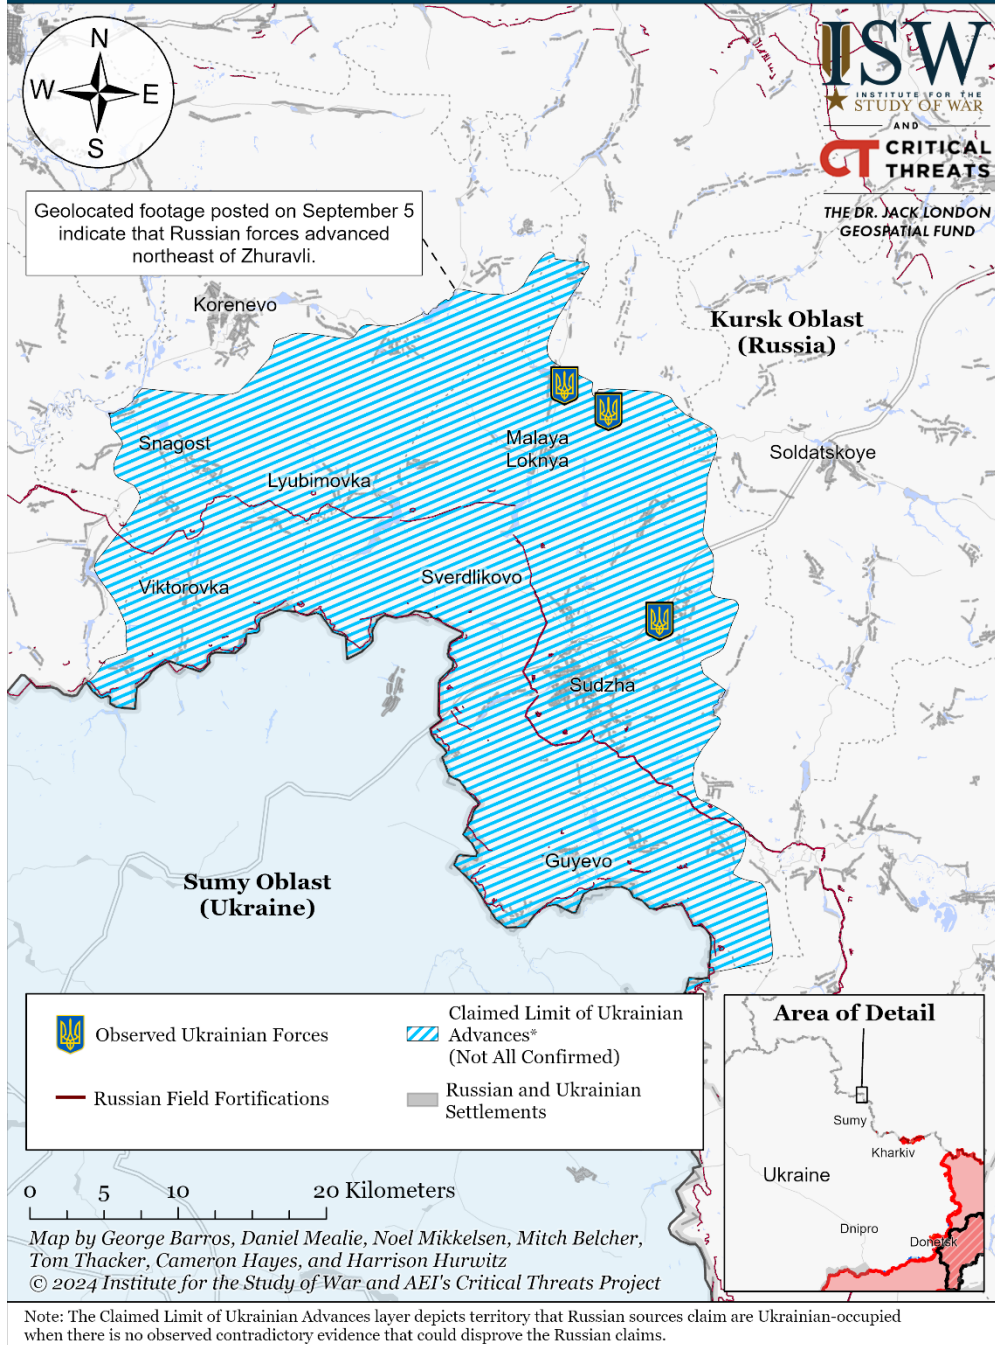 N
W
E
S
ISW
INSTITUTE FOR THE
STUDY OF WAR
AND
CT CRITICAL
THREATS
THE DR. JACK LONDON
GEOSPATIAL FUND
Geolocated footage posted on September 5
indicate that Russian forces advanced
northeast of Zhuravli.
Korenevo
Kursk Oblast
(Russia)
Snagost
Malaya
Loknya
Soldatskoye
Lyubimovka
Viktorovka
Sverdlikovo
Sudzha
Guyevo
Sumy Oblast
(Ukraine)
Observed Ukrainian Forces
Claimed Limit of Ukrainian
Advances*
(Not All Confirmed)
Russian Field Fortifications
Russian and Ukrainian
Settlements
Area of Detail
Sumy
Kharkiv
Ukraine
Dnipro
Donetsk
0 5 10 20 Kilometers
Map by George Barros, Daniel Mealie, Noel Mikkelsen, Mitch Belcher,
Tom Thacker, Cameron Hayes, and Harrison Hurwitz
© 2024 Institute for the Study of War and AEI's Critical Threats Project
Note: The Claimed Limit of Ukrainian Advances layer depicts territory that Russian sources claim are Ukrainian-occupied
when there is no observed contradictory evidence that could disprove the Russian claims.